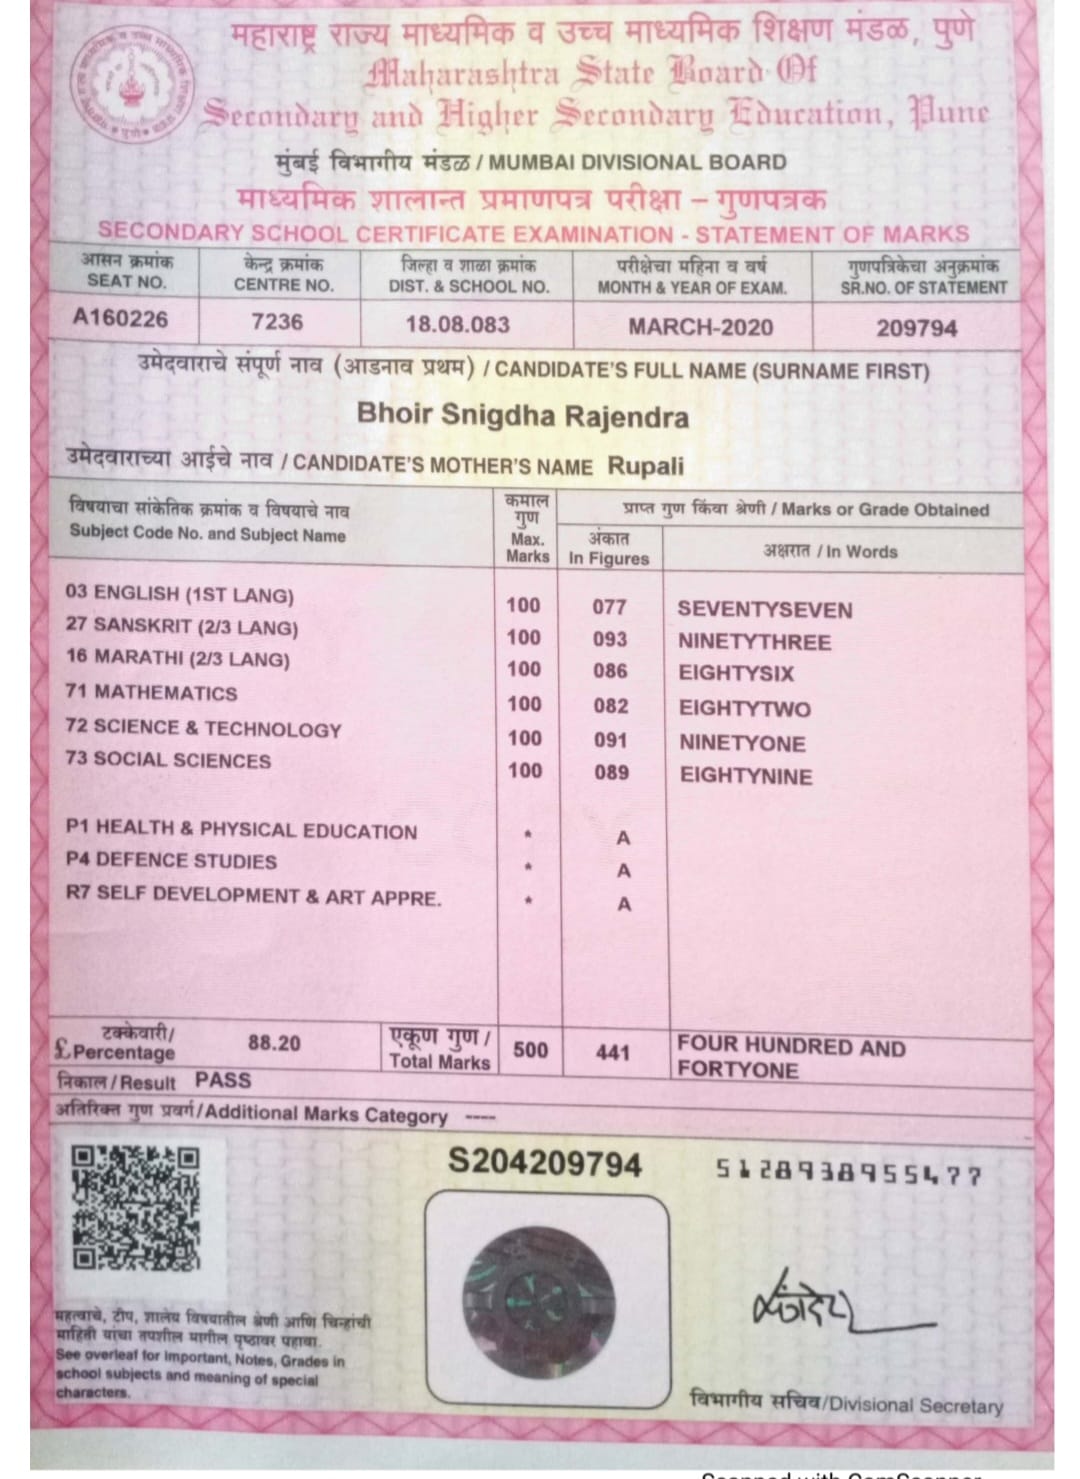 महाराष्ट्र राज्य माध्यमिक व उच्च माध्यमिक शिक्षण मंडळ, पुणे
Maharashtra State Board Of
Secondary and Higher Secondary Education, Pune
मुंबई विभागीय मंडळ / MUMBAI DIVISIONAL BOARD
माध्यमिक शालान्त प्रमाणपत्र परीक्षा – गुणपत्रक
SECONDARY SCHOOL CERTIFICATE EXAMINATION - STATEMENT OF MARKS
आसन क्रमांक केन्द्र क्रमांक जिल्हा व शाळा क्रमांक परीक्षेचा महिना व वर्ष गुणपत्रिकेचा अनुक्रमांक
SEAT NO. CENTRE NO. DIST. & SCHOOL NO. MONTH & YEAR OF EXAM. SR.NO. OF STATEMENT
A160226 7236 18.08.083 MARCH-2020 209794
उमेदवाराचे संपूर्ण नाव (आडनाव प्रथम) / CANDIDATE'S FULL NAME (SURNAME FIRST)
Bhoir Snigdha Rajendra
उमेदवाराच्या आईचे नाव / CANDIDATE'S MOTHER'S NAME Rupali
विषयाचा सांकेतिक क्रमांक व विषयाचे नाव
Subject Code No. and Subject Name
कमाल
गुण
Max.
Marks
प्राप्त गुण किंवा श्रेणी / Marks or Grade Obtained
अंकात
In Figures
अक्षरात / In Words
03 ENGLISH (1ST LANG) 100 077 SEVENTYSEVEN
27 SANSKRIT (2/3 LANG) 100 093 NINETYTHREE
16 MARATHI (2/3 LANG) 100 086 EIGHTYSIX
71 MATHEMATICS 100 082 EIGHTYTWO
72 SCIENCE & TECHNOLOGY 100 091 NINETYONE
73 SOCIAL SCIENCES 100 089 EIGHTYNINE
P1 HEALTH & PHYSICAL EDUCATION * A
P4 DEFENCE STUDIES * A
R7 SELF DEVELOPMENT & ART APPRE. * A
टक्केवारी/
£ Percentage 88.20
एकूण गुण /
Total Marks 500 441 FOUR HUNDRED AND
FORTYONE
निकाल / Result PASS
अतिरिक्त गुण प्रवर्ग/Additional Marks Category ----
S204209794 5128938955477
महत्वाचे, टीप, शालेय विषयातील श्रेणी आणि चिन्हांची
माहिती यांचा तपशील मागील पृष्ठावर पहावा.
See overleaf for Important, Notes, Grades in
school subjects and meaning of special
characters.
विभागीय सचिव/Divisional Secretary